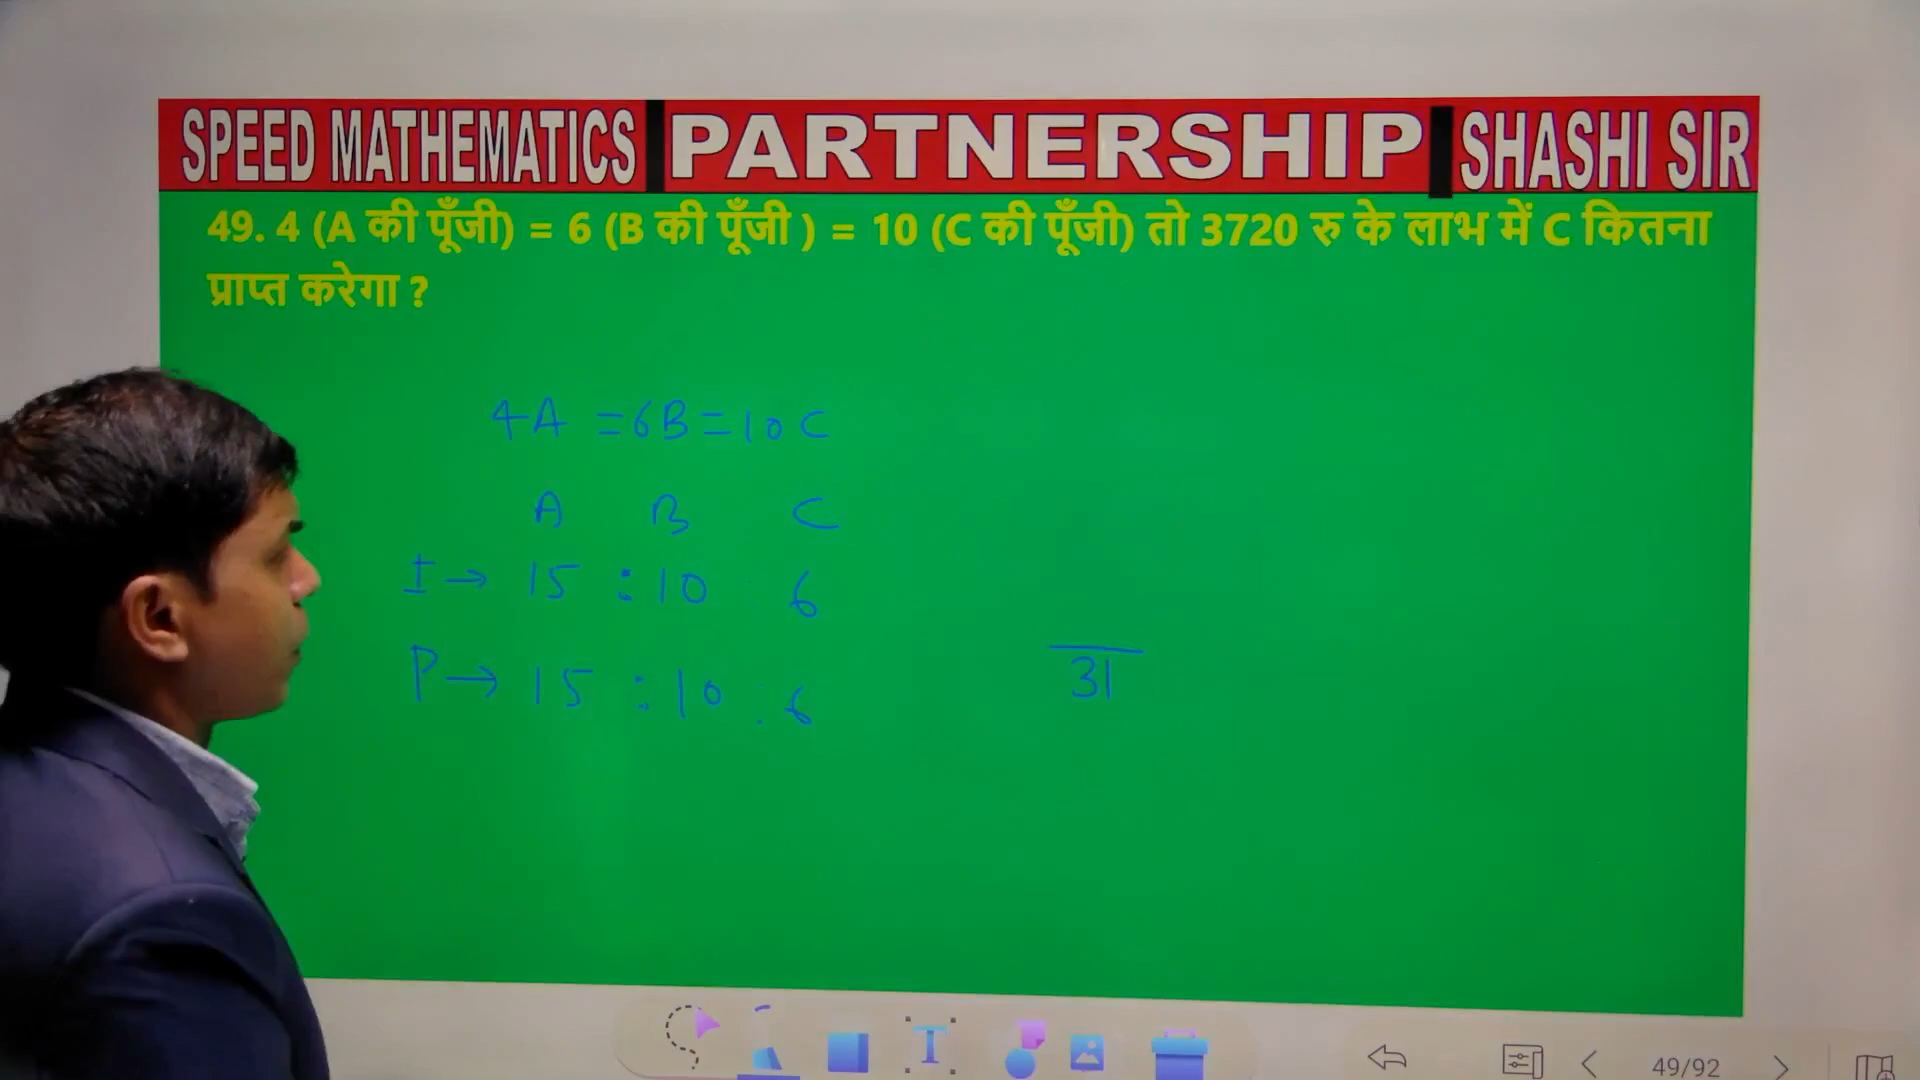 SPEED MATHEMATICS PARTNERSHIP SHASHI SIR
49. 4 (A की पूँजी) = 6 (B की पूँजी ) = 10 (C की पूँजी) तो 3720 रु के लाभ में C कितना
प्राप्त करेगा ?
4A = 6B = 10 C
A B C
I → 15 : 10 6
P → 15 : 10 : 6
31
T
49/92